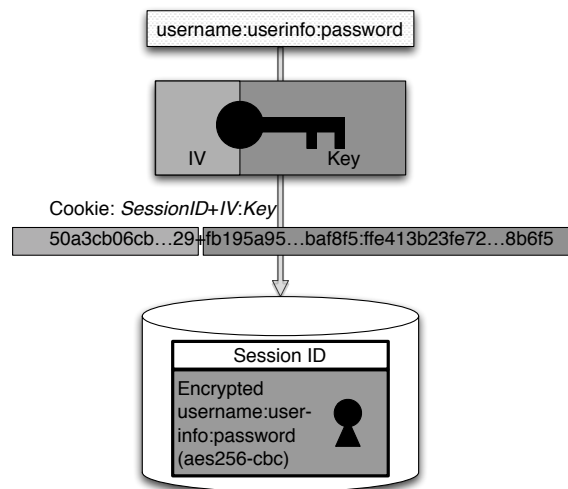 username:userinfo:password
IV Key
Cookie: SessionID+IV:Key
50a3cb06cb…29+fb195a95…baf8f5:ffe413b23fe72…8b6f5
Session ID
Encrypted
username:user-
info:password
(aes256-cbc)